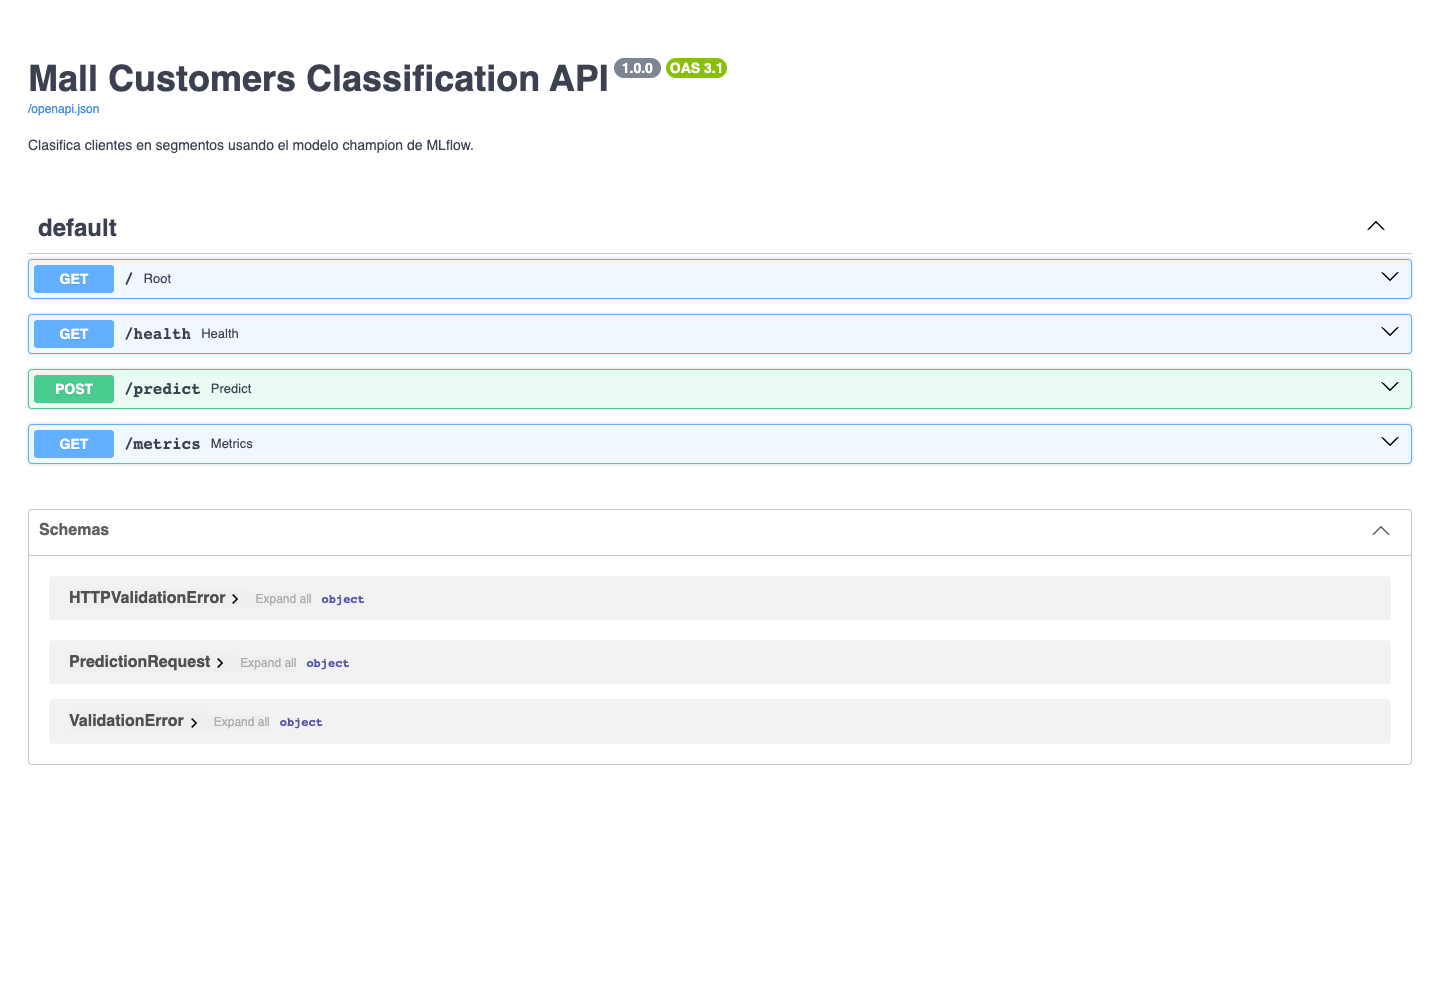 Mall Customers Classification API 1.0.0 OAS 3.1
/openapi.json
Clasifica clientes en segmentos usando el modelo champion de MLflow.
default
GET / Root
GET /health Health
POST /predict Predict
GET /metrics Metrics
Schemas
HTTPValidationError Expand all object
PredictionRequest Expand all object
ValidationError Expand all object